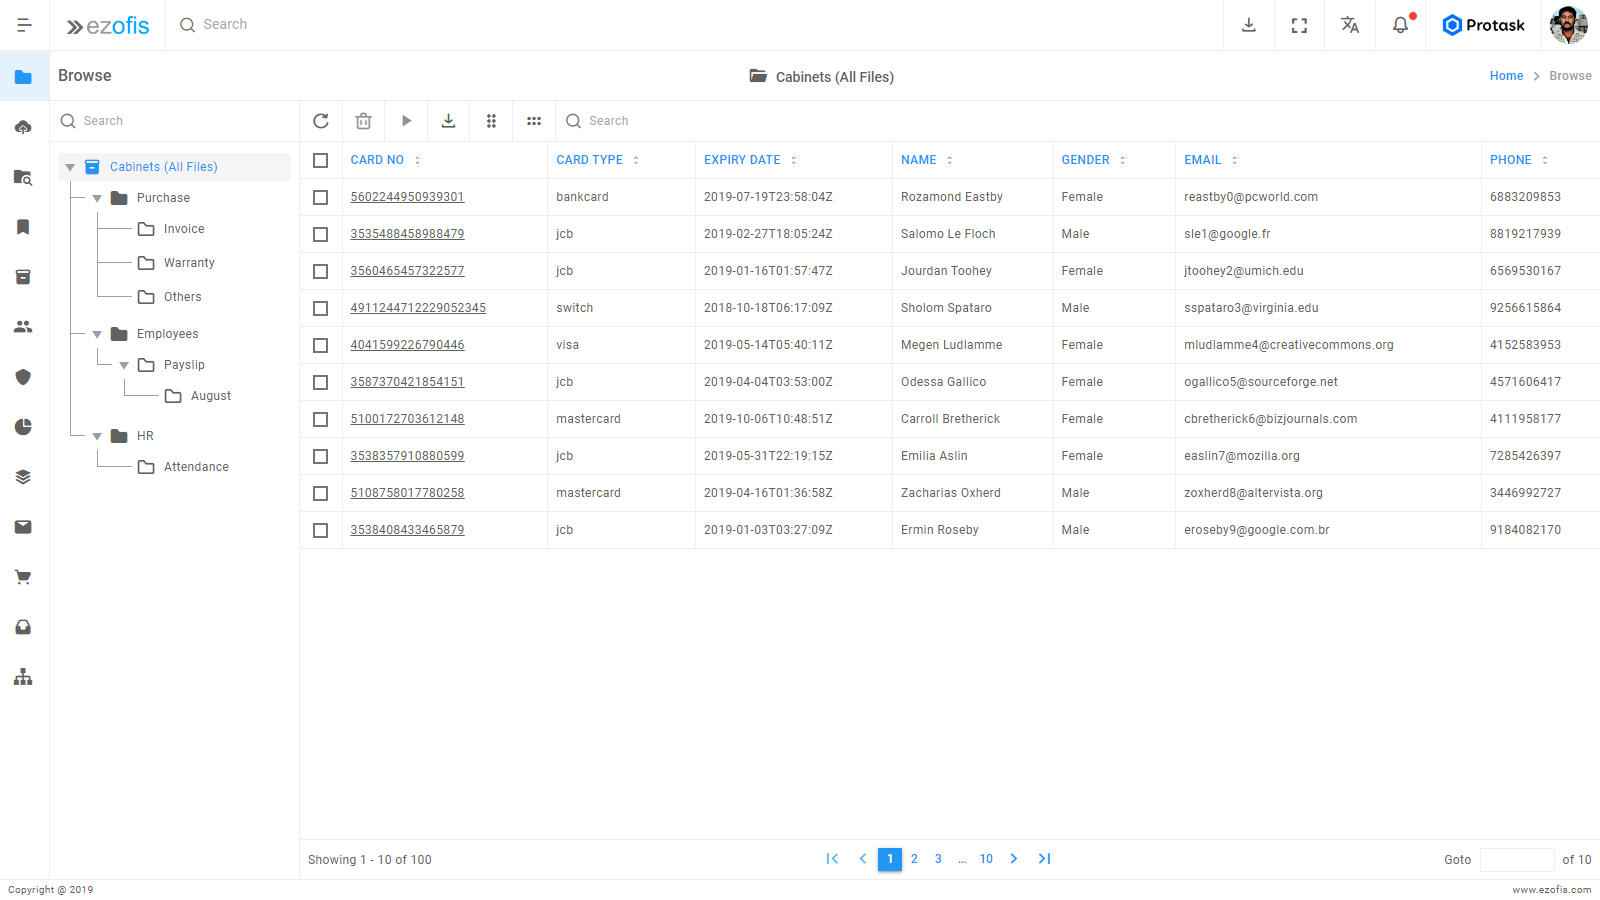 ezofis
Search
Protask
Browse
Cabinets (All Files)
Home > Browse
Search
Search
Cabinets (All Files)
Purchase
Invoice
Warranty
Others
Employees
Payslip
August
HR
Attendance
CARD NO CARD TYPE EXPIRY DATE NAME GENDER EMAIL PHONE
5602244950939301 bankcard 2019-07-19T23:58:04Z Rozamond Eastby Female reastby0@pcworld.com 6883209853
3535488458988479 jcb 2019-02-27T18:05:24Z Salomo Le Floch Male sle1@google.fr 8819217939
3560465457322577 jcb 2019-01-16T01:57:47Z Jourdan Toohey Female jtoohey2@umich.edu 6569530167
4911244712229052345 switch 2018-10-18T06:17:09Z Sholom Spataro Male sspataro3@virginia.edu 9256615864
4041599226790446 visa 2019-05-14T05:40:11Z Megen Ludlamme Female mludlamme4@creativecommons.org 4152583953
3587370421854151 jcb 2019-04-04T03:53:00Z Odessa Gallico Female ogallico5@sourceforge.net 4571606417
5100172703612148 mastercard 2019-10-06T10:48:51Z Carroll Bretherick Female cbretherick6@bizjournals.com 4111958177
3538357910880599 jcb 2019-05-31T22:19:15Z Emilia Aslin Female easlin7@mozilla.org 7285426397
5108758017780258 mastercard 2019-04-16T01:36:58Z Zacharias Oxherd Male zoxherd8@altervista.org 3446992727
3538408433465879 jcb 2019-01-03T03:27:09Z Ermin Roseby Male eroseby9@google.com.br 9184082170
Showing 1 - 10 of 100
1 2 3 ... 10
Goto of 10
Copyright @ 2019
www.ezofis.com